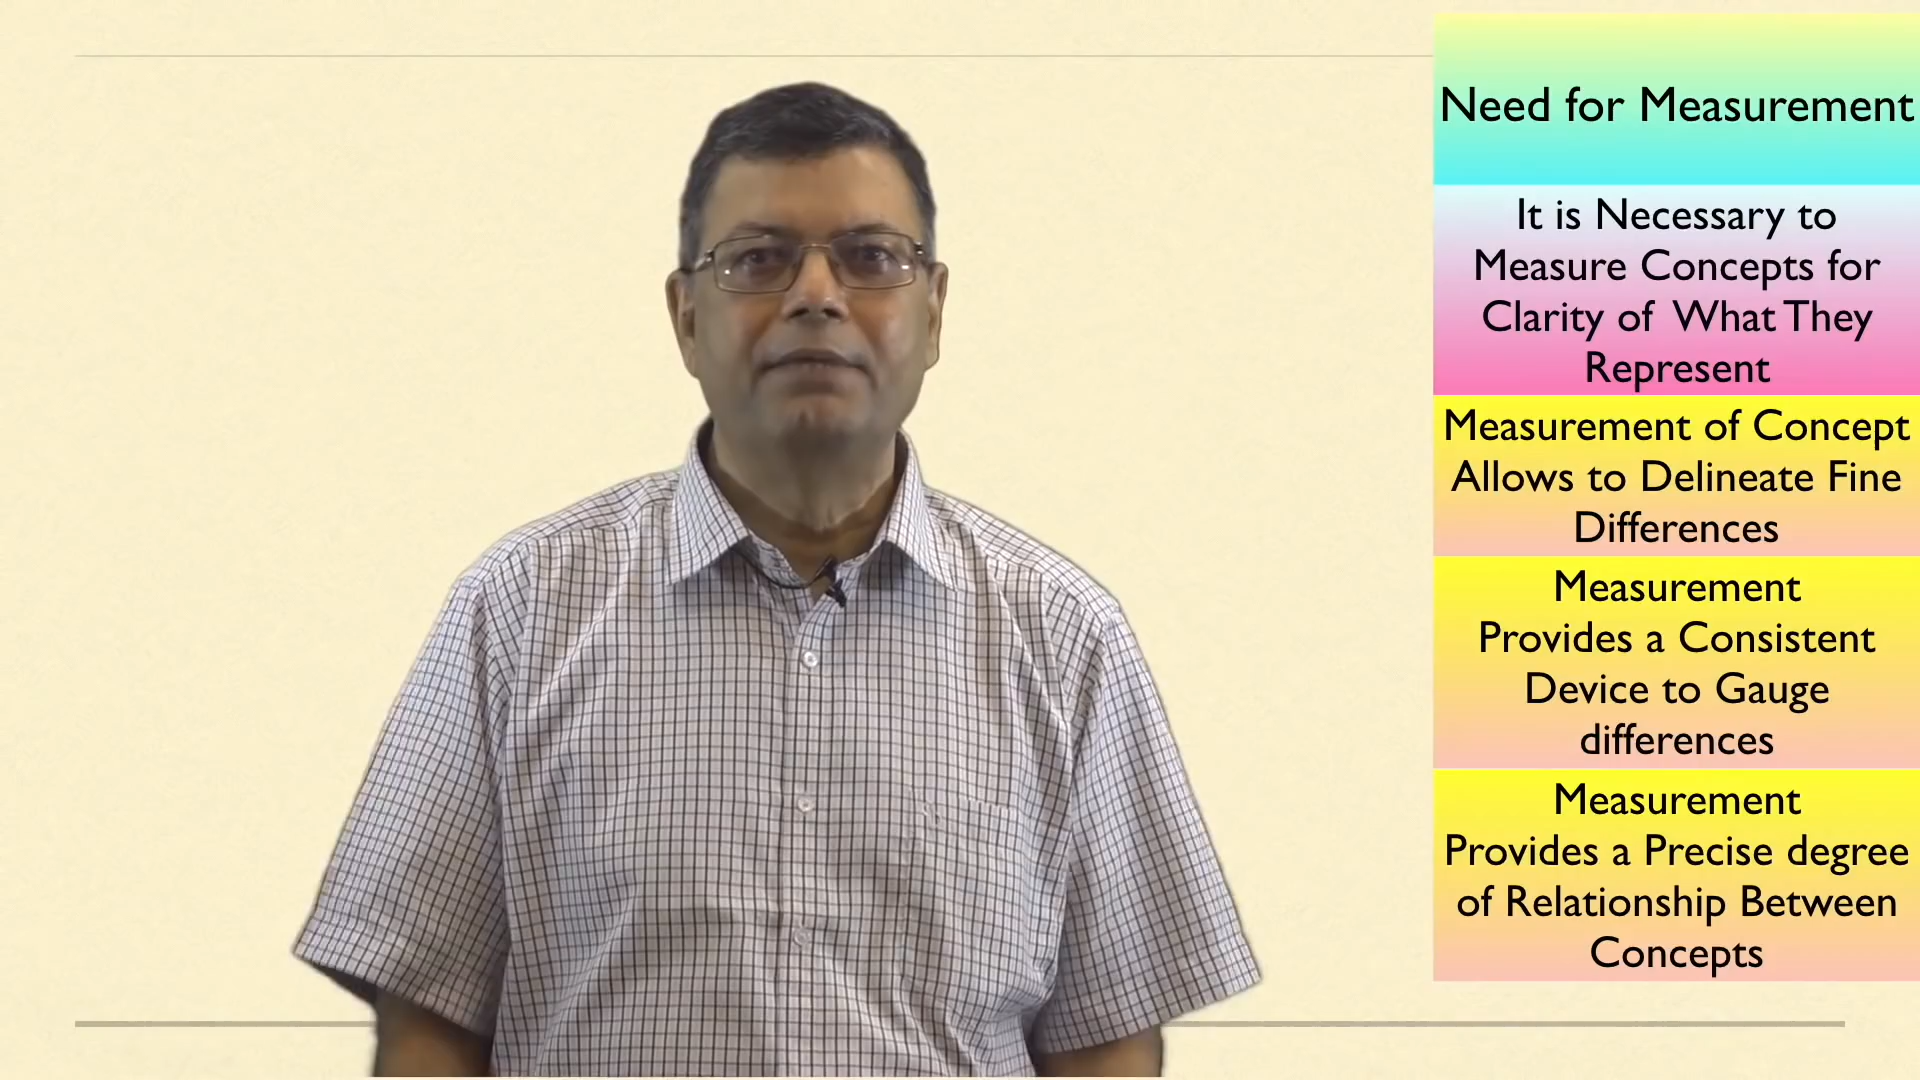 Need for Measurement
It is Necessary to
Measure Concepts for
Clarity of What They
Represent
Measurement of Concept
Allows to Delineate Fine
Differences
Measurement
Provides a Consistent
Device to Gauge
differences
Measurement
Provides a Precise degree
of Relationship Between
Concepts